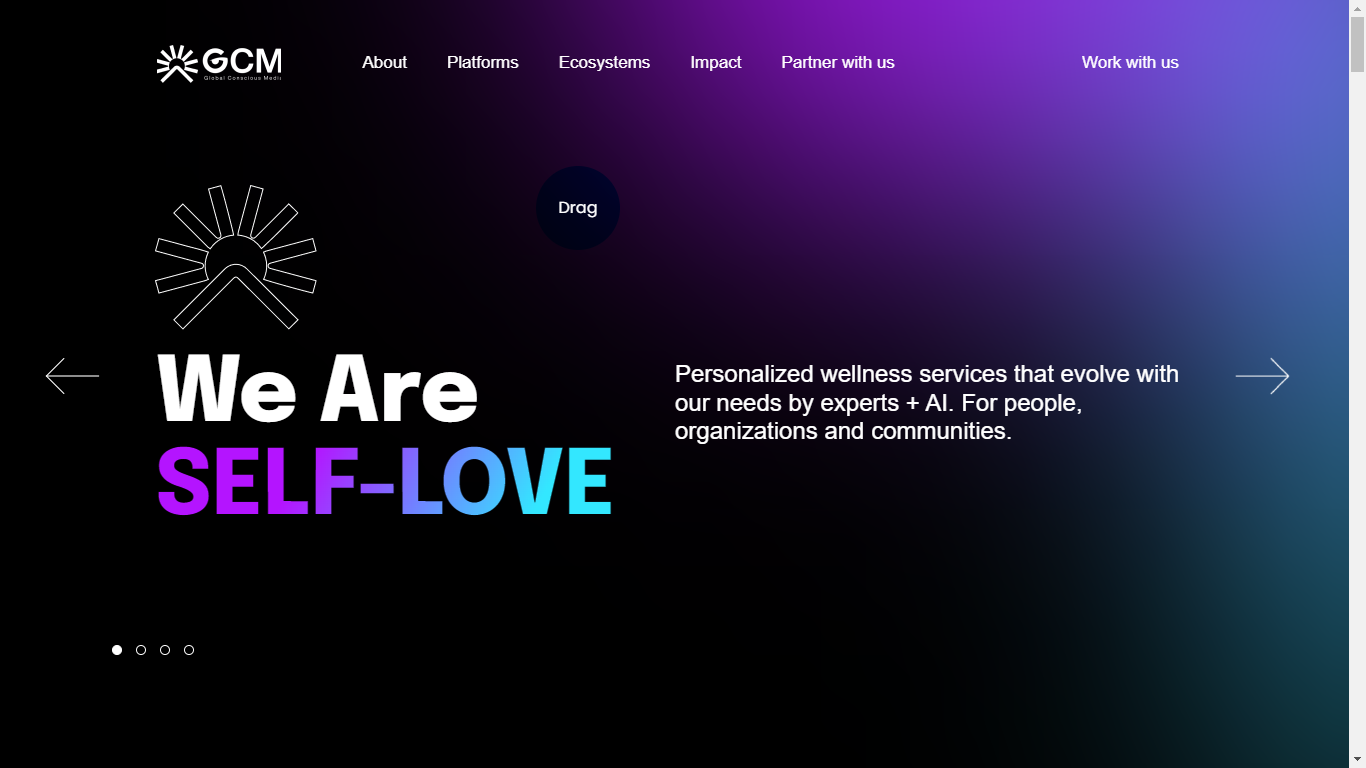 GCM
Global Conscious Medi
About
Platforms
Ecosystems
Impact
Partner with us
Work with us
Drag
We Are
SELF-LOVE
Personalized wellness services that evolve with
our needs by experts + AI. For people,
organizations and communities.